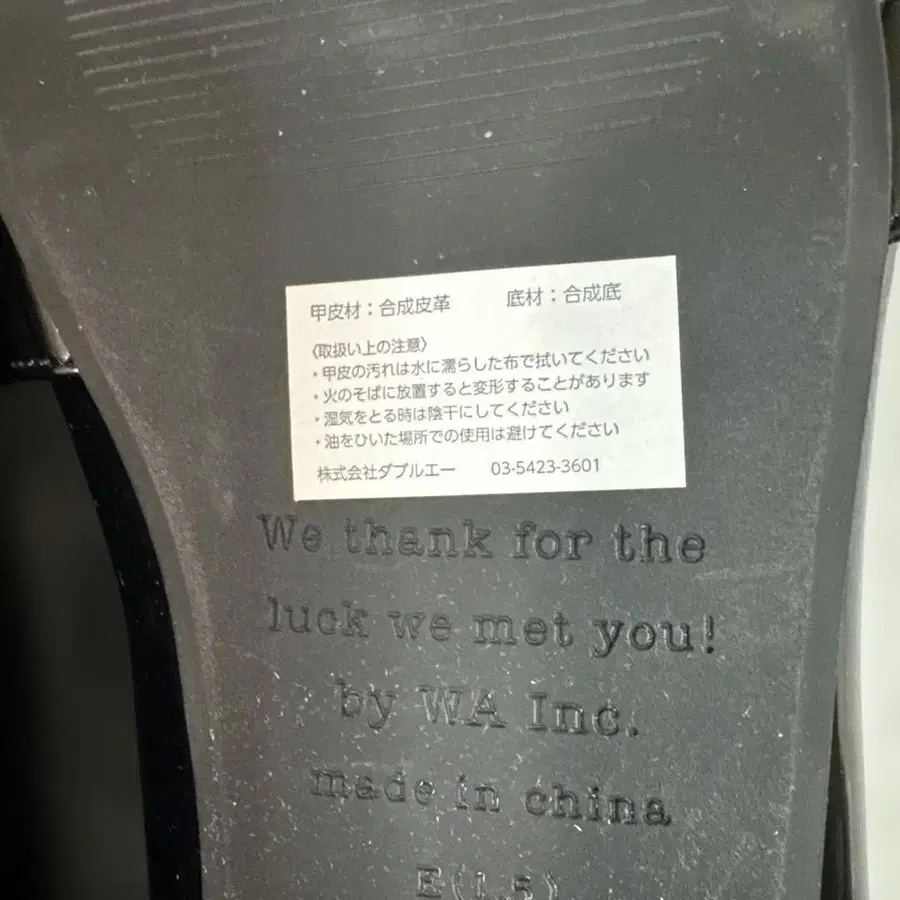 甲皮材：合成皮革　底材：合成底
〈取扱い上の注意〉
・甲皮の汚れは水に濡らした布で拭いてください
・火のそばに放置すると変形することがあります
・湿気をとる時は陰干にしてください
・油をひいた場所での使用は避けてください
株式会社ダブルエー　03-5423-3601
We thank for the
luck we met you!
by WA Inc.
made in china
E(1.5)